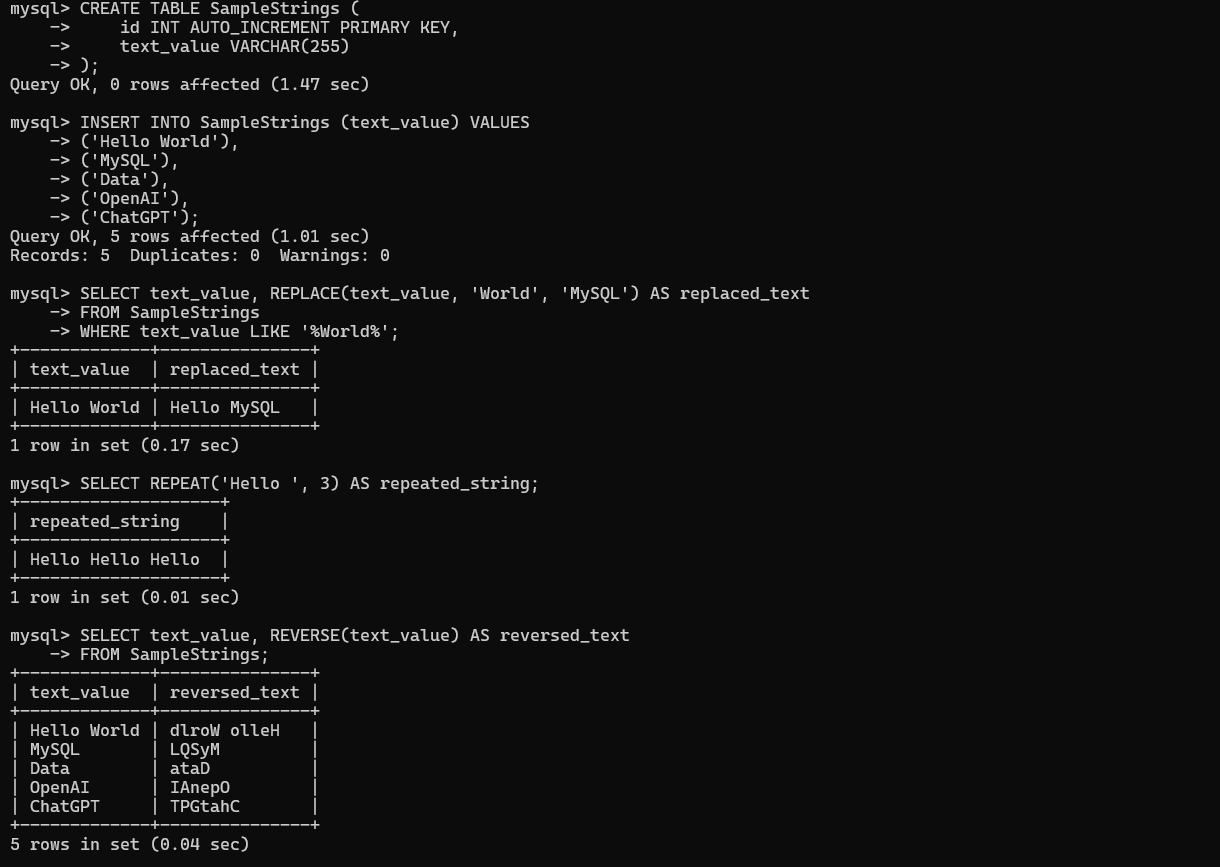 mysql> CREATE TABLE SampleStrings (
    ->     id INT AUTO_INCREMENT PRIMARY KEY,
    ->     text_value VARCHAR(255)
    -> );
Query OK, 0 rows affected (1.47 sec)

mysql> INSERT INTO SampleStrings (text_value) VALUES
    -> ('Hello World'),
    -> ('MySQL'),
    -> ('Data'),
    -> ('OpenAI'),
    -> ('ChatGPT');
Query OK, 5 rows affected (1.01 sec)
Records: 5  Duplicates: 0  Warnings: 0

mysql> SELECT text_value, REPLACE(text_value, 'World', 'MySQL') AS replaced_text
    -> FROM SampleStrings
    -> WHERE text_value LIKE '%World%';
+-------------+---------------+
| text_value  | replaced_text |
+-------------+---------------+
| Hello World | Hello MySQL   |
+-------------+---------------+
1 row in set (0.17 sec)

mysql> SELECT REPEAT('Hello ', 3) AS repeated_string;
+--------------------+
| repeated_string    |
+--------------------+
| Hello Hello Hello  |
+--------------------+
1 row in set (0.01 sec)

mysql> SELECT text_value, REVERSE(text_value) AS reversed_text
    -> FROM SampleStrings;
+-------------+---------------+
| text_value  | reversed_text |
+-------------+---------------+
| Hello World | dlroW olleH   |
| MySQL       | LQSyM         |
| Data        | ataD          |
| OpenAI      | IAnepO        |
| ChatGPT     | TPGtahC       |
+-------------+---------------+
5 rows in set (0.04 sec)